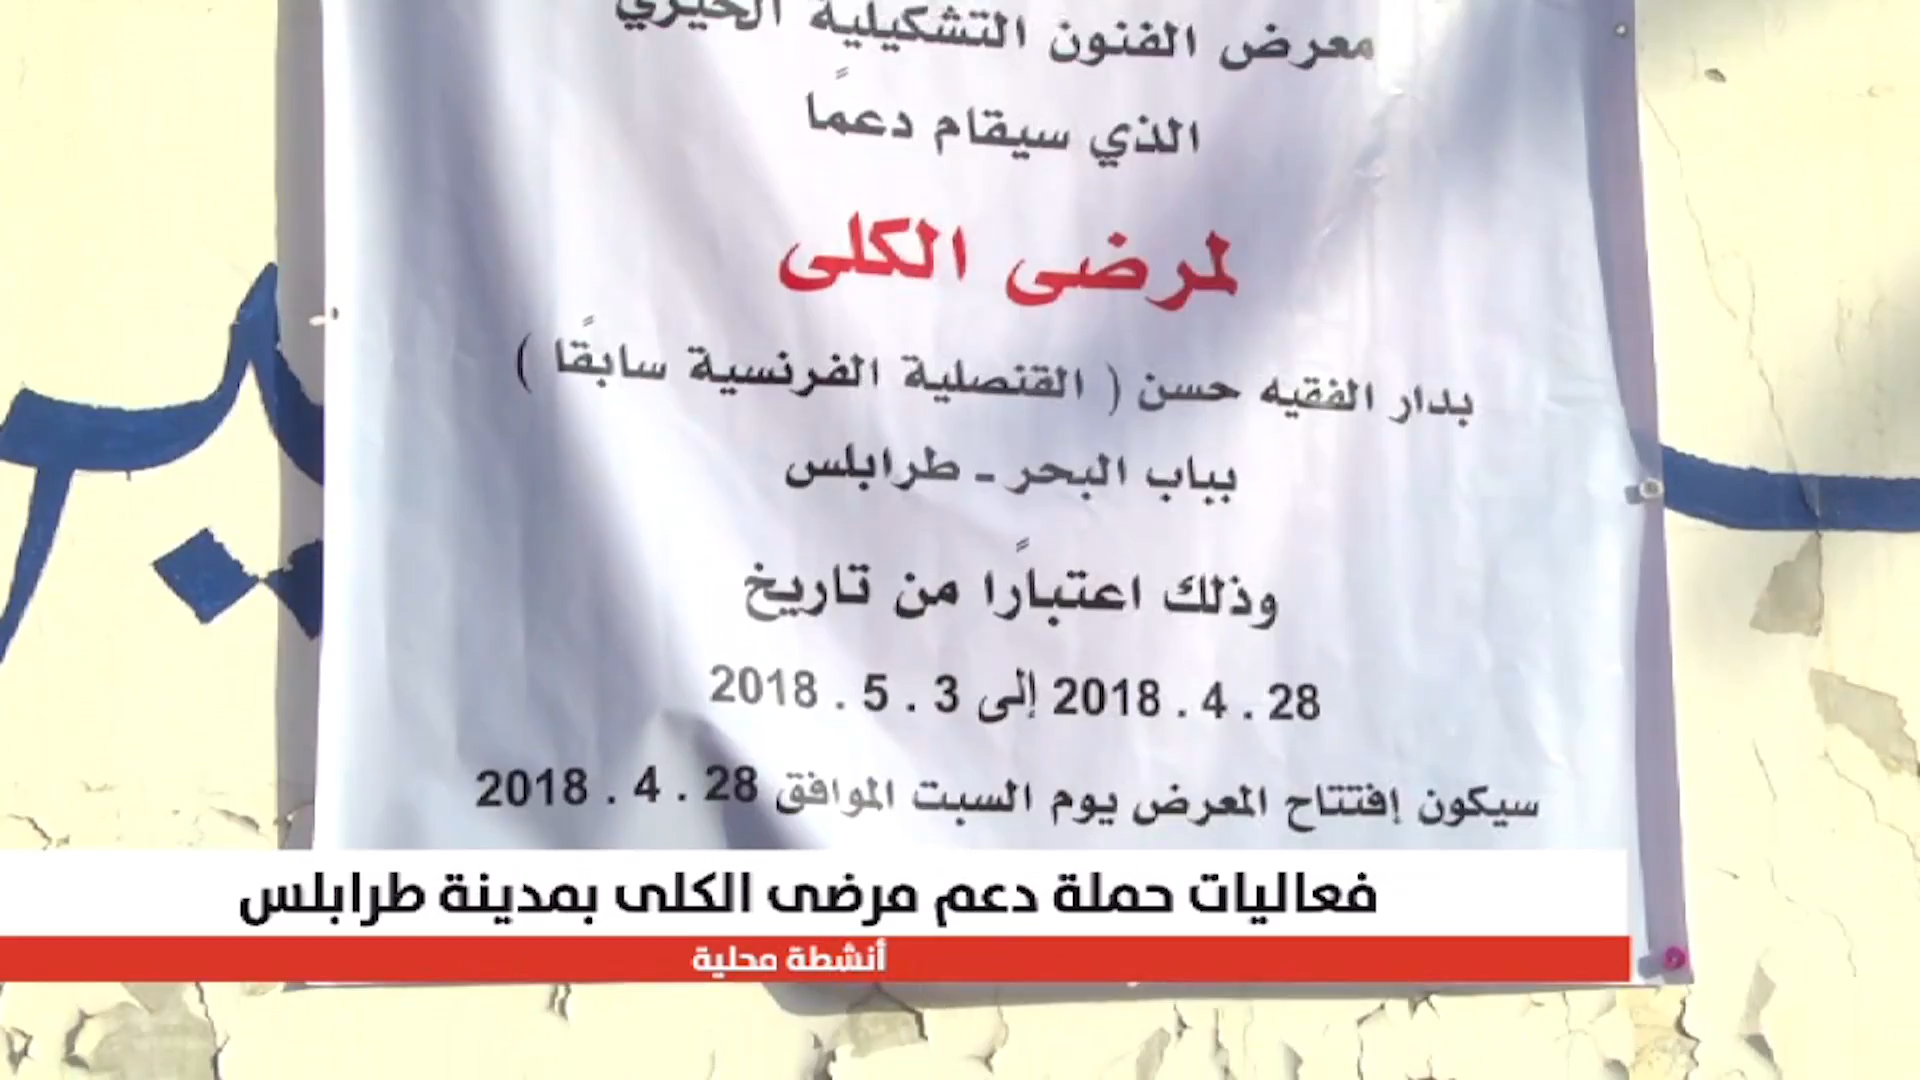 معرض الفنون التشكيلية الخيري
الذي سيقام دعمًا
لمرضى الكلى
بدار الفقيه حسن ( القنصلية الفرنسية سابقًا )
بباب البحر - طرابلس
وذلك اعتبارًا من تاريخ
28 . 4 . 2018 إلى 3 . 5 . 2018
سيكون إفتتاح المعرض يوم السبت الموافق 28 . 4 . 2018
فعاليات حملة دعم مرضى الكلى بمدينة طرابلس
أنشطة محلية